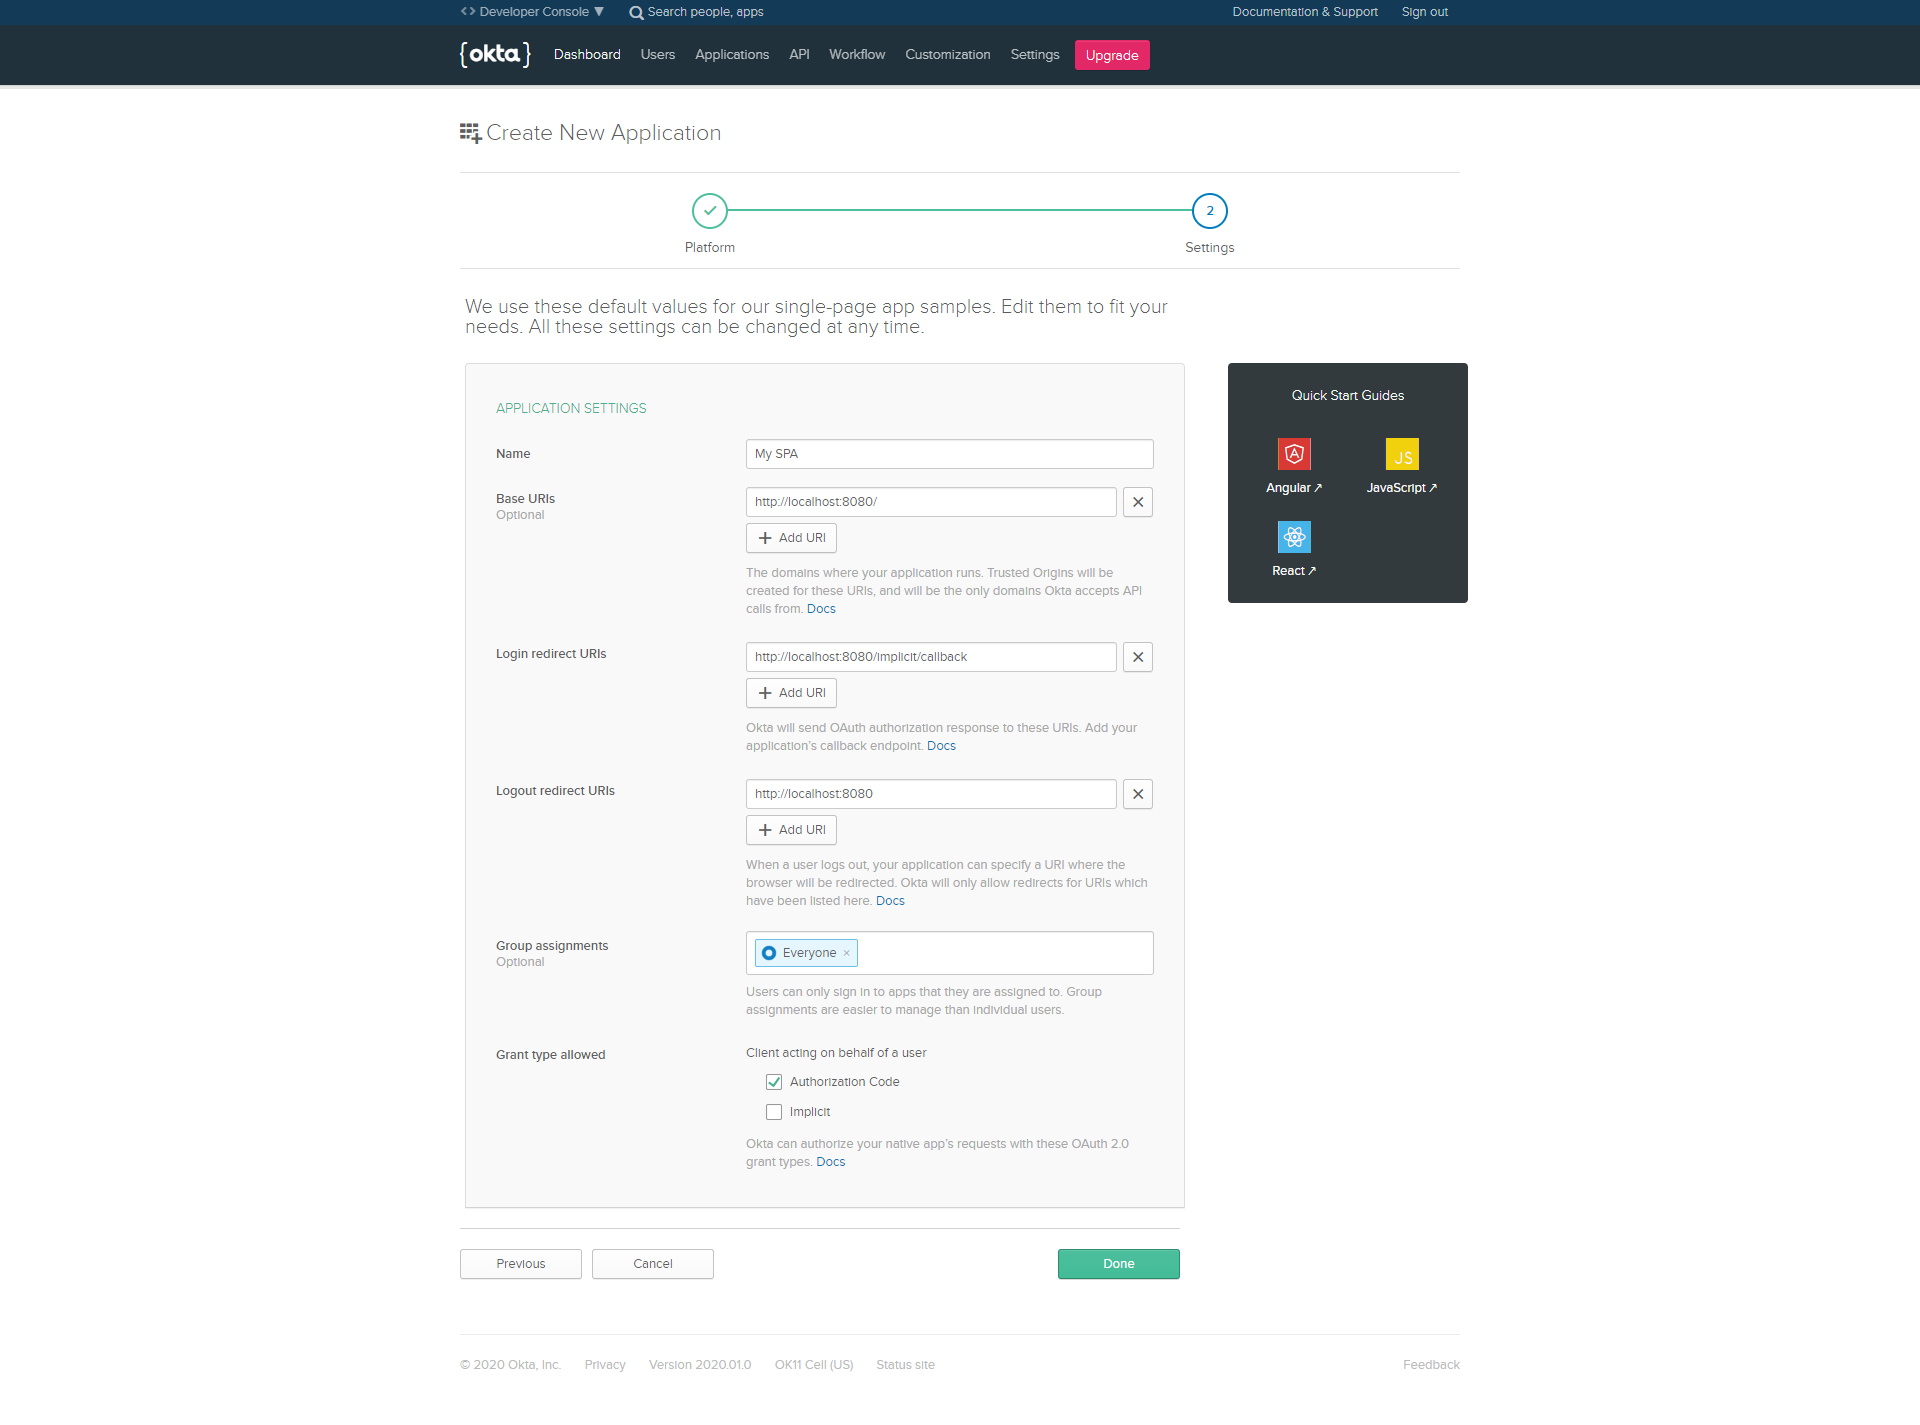 <> Developer Console ▼
Search people, apps
Documentation & Support
Sign out
{okta}
Dashboard
Users
Applications
API
Workflow
Customization
Settings
Upgrade
Create New Application
2
Platform
Settings
We use these default values for our single-page app samples. Edit them to fit your
needs. All these settings can be changed at any time.
APPLICATION SETTINGS
Name
My SPA
Base URIs
Optional
http://localhost:8080/
Add URI
The domains where your application runs. Trusted Origins will be
created for these URIs, and will be the only domains Okta accepts API
calls from. Docs
Login redirect URIs
http://localhost:8080/implicit/callback
Add URI
Okta will send OAuth authorization response to these URIs. Add your
application's callback endpoint. Docs
Logout redirect URIs
http://localhost:8080
Add URI
When a user logs out, your application can specify a URI where the
browser will be redirected. Okta will only allow redirects for URIs which
have been listed here. Docs
Group assignments
Optional
Everyone ×
Users can only sign in to apps that they are assigned to. Group
assignments are easier to manage than individual users.
Grant type allowed
Client acting on behalf of a user
Authorization Code
Implicit
Okta can authorize your native app's requests with these OAuth 2.0
grant types. Docs
Quick Start Guides
A
JS
Angular ↗
JavaScript ↗
React ↗
Previous
Cancel
Done
© 2020 Okta, Inc.
Privacy
Version 2020.01.0
OK11 Cell (US)
Status site
Feedback